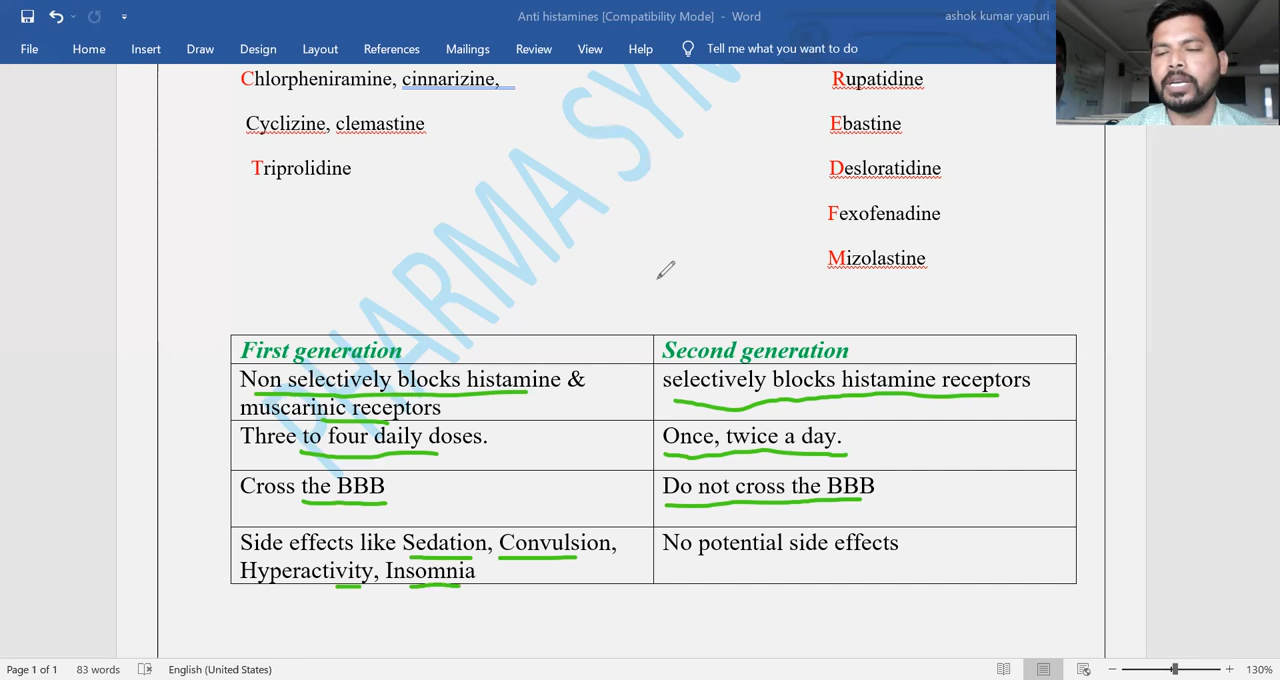 Anti histamines [Compatibility Mode] - Word
ashok kumar yapuri
File Home Insert Draw Design Layout References Mailings Review View Help Tell me what you want to do
Chlorpheniramine, cinnarizine,
Cyclizine, clemastine
Triprolidine
Rupatidine
Ebastine
Desloratidine
Fexofenadine
Mizolastine
PHARMA SYN
First generation
Second generation
Non selectively blocks histamine &
muscarinic receptors
selectively blocks histamine receptors
Three to four daily doses.
Once, twice a day.
Cross the BBB
Do not cross the BBB
Side effects like Sedation, Convulsion,
Hyperactivity, Insomnia
No potential side effects
Page 1 of 1 83 words English (United States) 130%